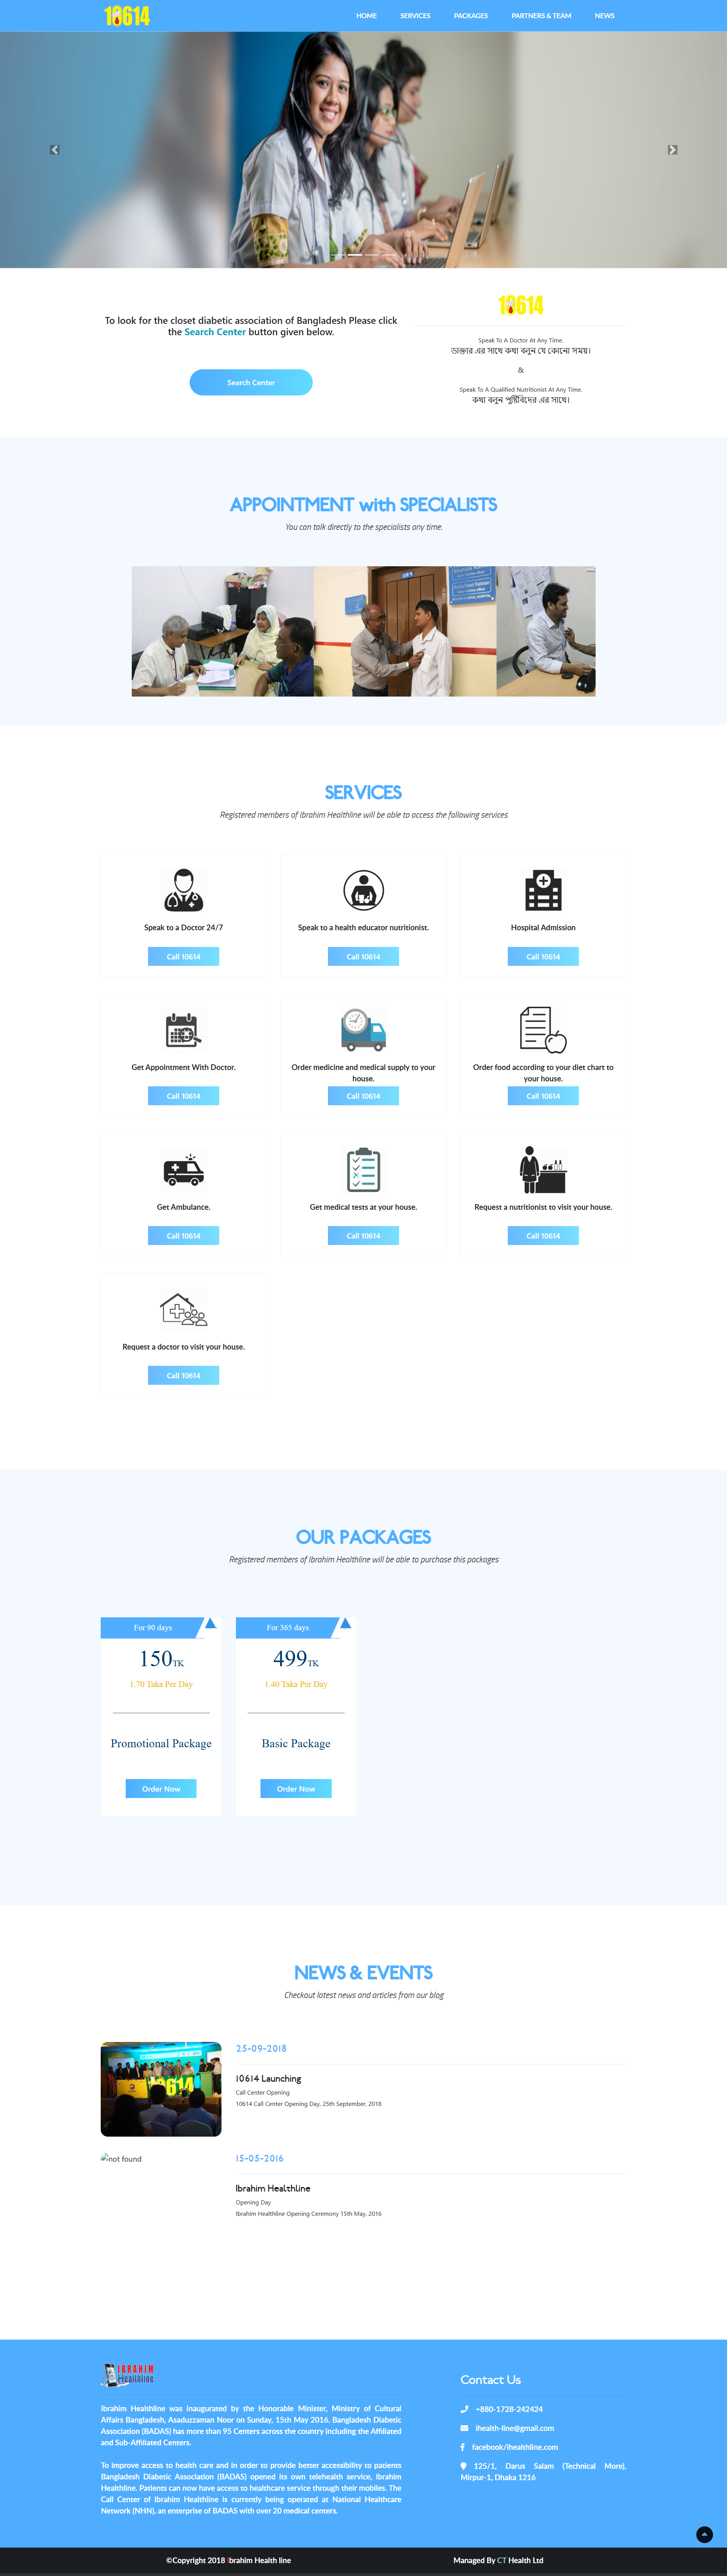 10614
HOME
SERVICES
PACKAGES
PARTNERS & TEAM
NEWS
To look for the closet diabetic association of Bangladesh Please click
the Search Center button given below.
Search Center
10614
Speak To A Doctor At Any Time.
ডাক্তার এর সাথে কথা বলুন যে কোনো সময়।
&
Speak To A Qualified Nutritionist At Any Time.
কথা বলুন পুষ্টিবিদের এর সাথে।
APPOINTMENT with SPECIALISTS
You can talk directly to the specialists any time.
SERVICES
Registered members of Ibrahim Healthline will be able to access the following services
Speak to a Doctor 24/7
Call 10614
Speak to a health educator nutritionist.
Call 10614
Hospital Admission
Call 10614
Get Appointment With Doctor.
Call 10614
Order medicine and medical supply to your
house.
Call 10614
Order food according to your diet chart to
your house.
Call 10614
Get Ambulance.
Call 10614
Get medical tests at your house.
Call 10614
Request a nutritionist to visit your house.
Call 10614
Request a doctor to visit your house.
Call 10614
OUR PACKAGES
Registered members of Ibrahim Healthline will be able to purchase this packages
For 90 days
150TK
1.70 Taka Per Day
Promotional Package
Order Now
For 365 days
499TK
1.40 Taka Per Day
Basic Package
Order Now
NEWS & EVENTS
Checkout latest news and articles from our blog
10614
25-09-2018
10614 Launching
Call Center Opening
10614 Call Center Opening Day, 25th September, 2018
not found
15-05-2016
Ibrahim Healthline
Opening Day
Ibrahim Healthline Opening Ceremony 15th May, 2016
IBRAHIM
Healthline
Ibrahim Healthline was inaugurated by the Honorable Minister, Ministry of Cultural
Affairs Bangladesh, Asaduzzaman Noor on Sunday, 15th May 2016. Bangladesh Diabetic
Association (BADAS) has more than 95 Centers across the country including the Affiliated
and Sub-Affiliated Centers.
To improve access to health care and in order to provide better accessibility to patients
Bangladesh Diabetic Association (BADAS) opened its own telehealth service, Ibrahim
Healthline. Patients can now have access to healthcare service through their mobiles. The
Call Center of Ibrahim Healthline is currently being operated at National Healthcare
Network (NHN), an enterprise of BADAS with over 20 medical centers.
Contact Us
+880-1728-242424
ihealth-line@gmail.com
facebook/ihealthline.com
125/1, Darus Salam (Technical More),
Mirpur-1, Dhaka 1216
©Copyright 2018 Ibrahim Health line
Managed By CT Health Ltd